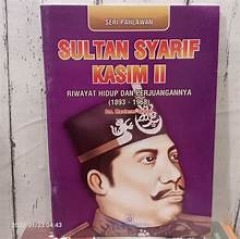 SERI PAHLAWAN
SULTAN SYARIF
KASIM II
RIWAYAT HIDUP DAN PERJUANGANNYA
(1893 - 1968)